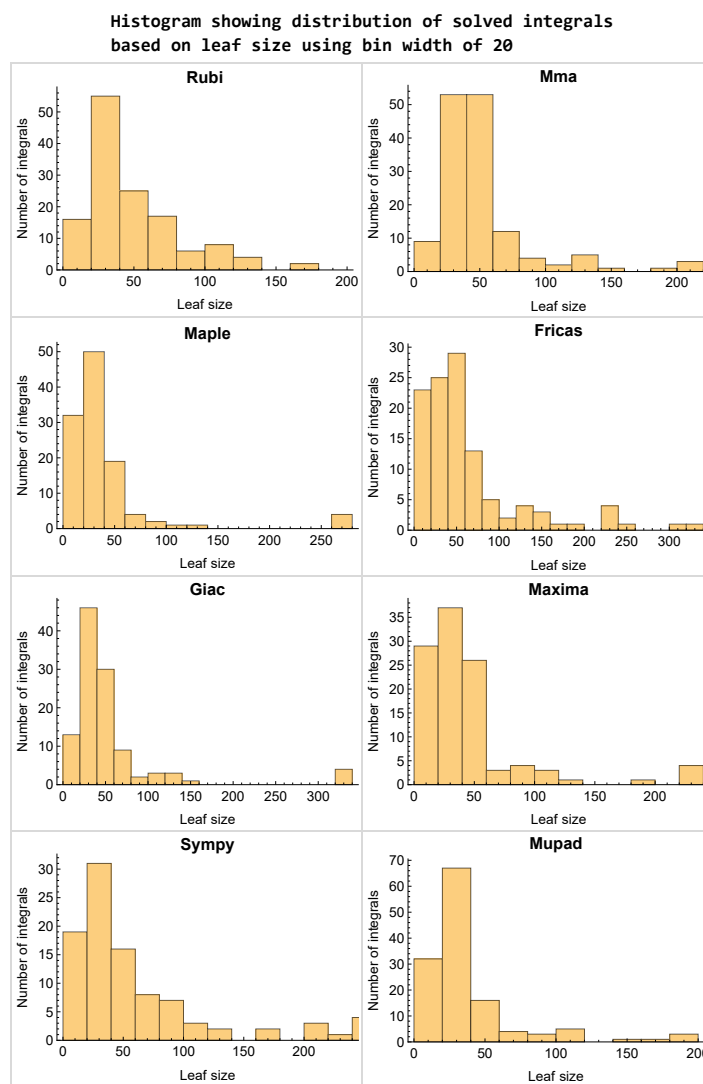 Histogram showing distribution of solved integrals
based on leaf size using bin width of 20
Rubi
Number of integrals
50
40
30
20
10
0
0 50 100 150 200
Leaf size
Mma
Number of integrals
50
40
30
20
10
0
0 50 100 150 200
Leaf size
Maple
Number of integrals
50
40
30
20
10
0
0 50 100 150 200 250
Leaf size
Fricas
Number of integrals
30
25
20
15
10
5
0
0 50 100 150 200 250 300
Leaf size
Giac
Number of integrals
40
30
20
10
0
0 50 100 150 200 250 300
Leaf size
Maxima
Number of integrals
35
30
25
20
15
10
5
0
0 50 100 150 200
Leaf size
Sympy
Number of integrals
30
25
20
15
10
5
0
0 50 100 150 200
Leaf size
Mupad
Number of integrals
70
60
50
40
30
20
10
0
0 50 100 150
Leaf size